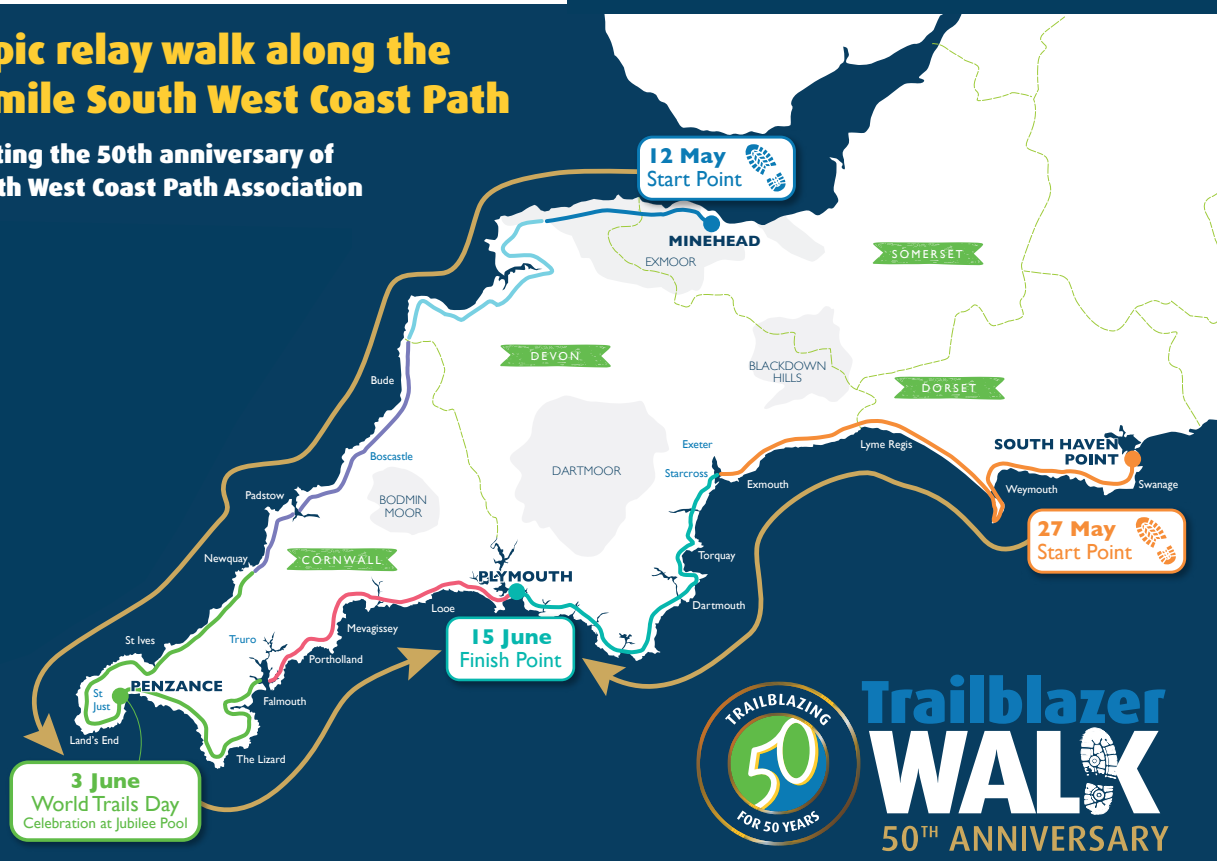 pic relay walk along the
mile South West Coast Path
ting the 50th anniversary of
th West Coast Path Association
12 May
Start Point
MINEHEAD
EXMOOR
SOMERSET
DEVON
BLACKDOWN
HILLS
DORSET
Bude
Boscastle
DARTMOOR
Exeter
Starcross
Exmouth
Lyme Regis
SOUTH HAVEN
POINT
Weymouth
Swanage
27 May
Start Point
Padstow
BODMIN
MOOR
Newquay
CORNWALL
PLYMOUTH
Torquay
Dartmouth
Looe
Mevagissey
15 June
Finish Point
St Ives
Truro
Portholland
PENZANCE
St
Just
Falmouth
Land's End
The Lizard
3 June
World Trails Day
Celebration at Jubilee Pool
TRAILBLAZING
50
FOR 50 YEARS
Trailblazer
WALK
50TH ANNIVERSARY